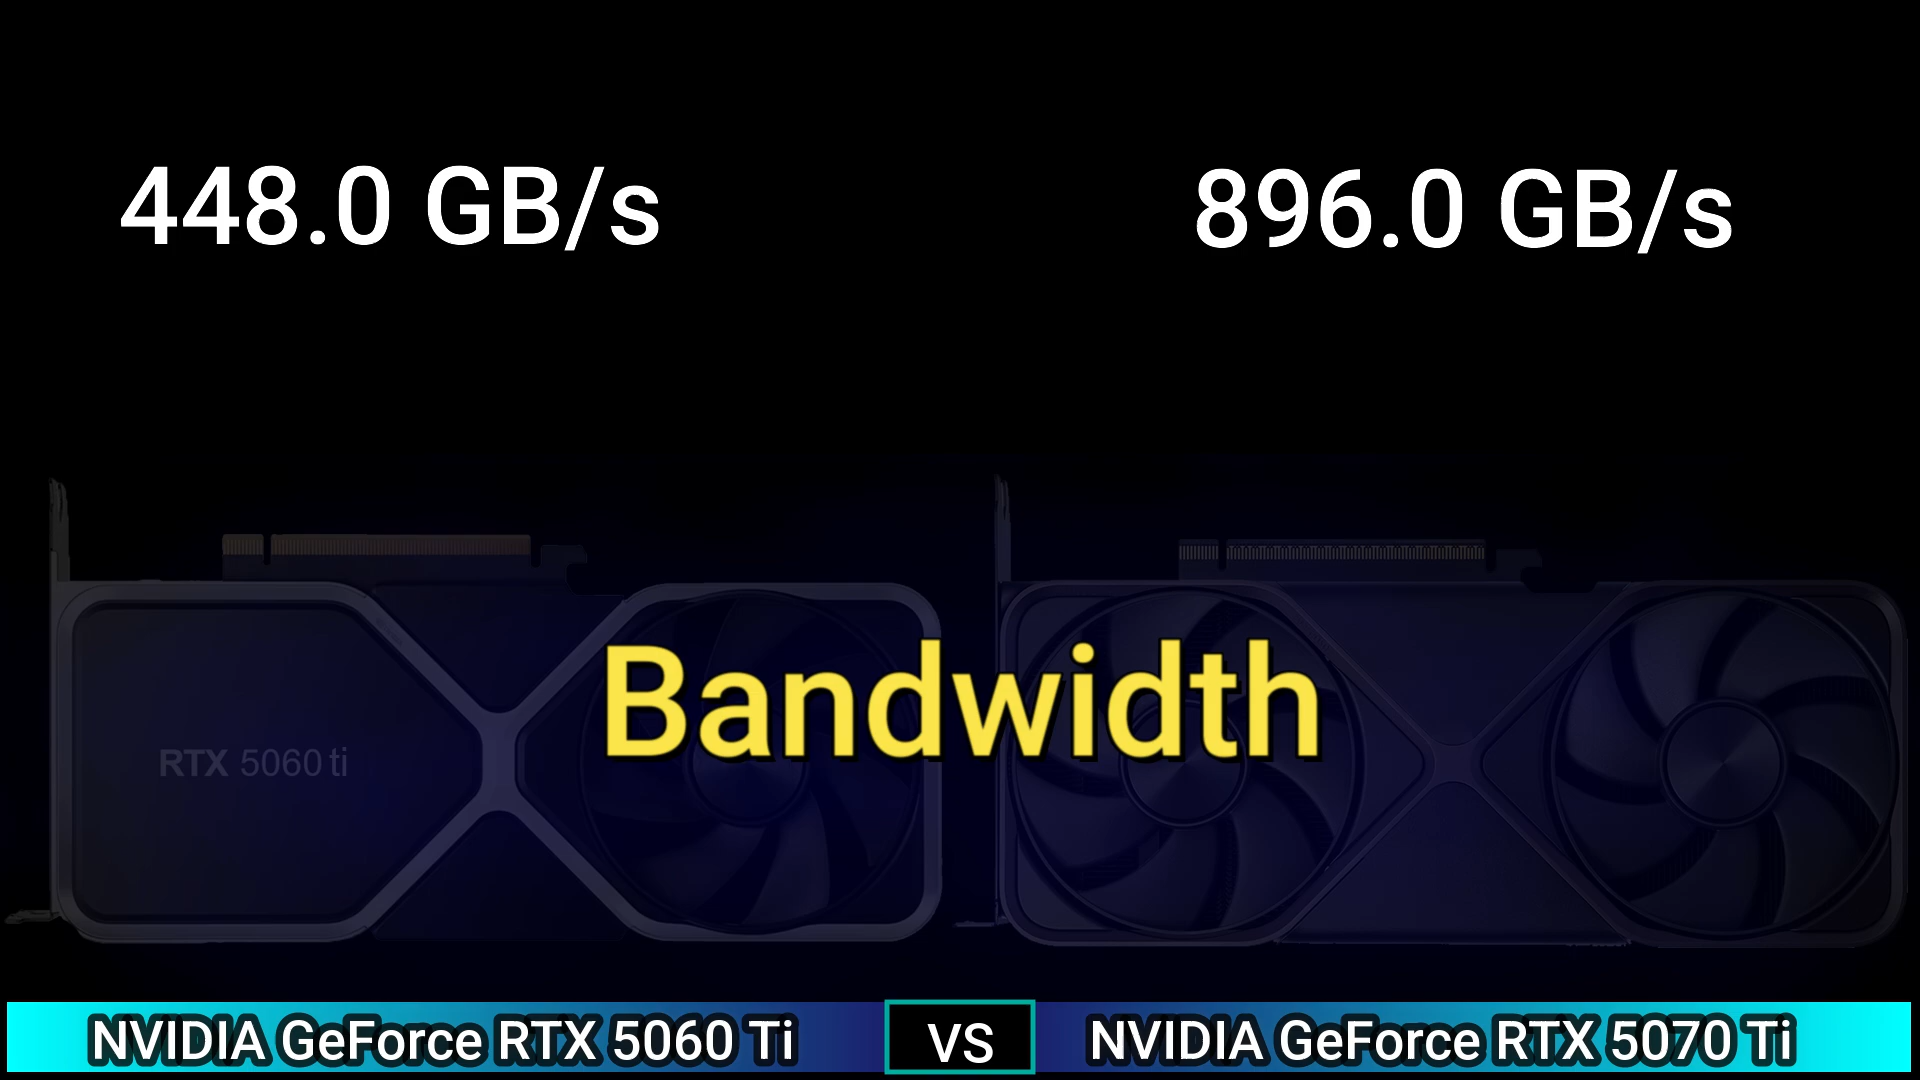 448.0 GB/s
896.0 GB/s
Bandwidth
RTX 5060 ti
NVIDIA GeForce RTX 5060 Ti
VS
NVIDIA GeForce RTX 5070 Ti